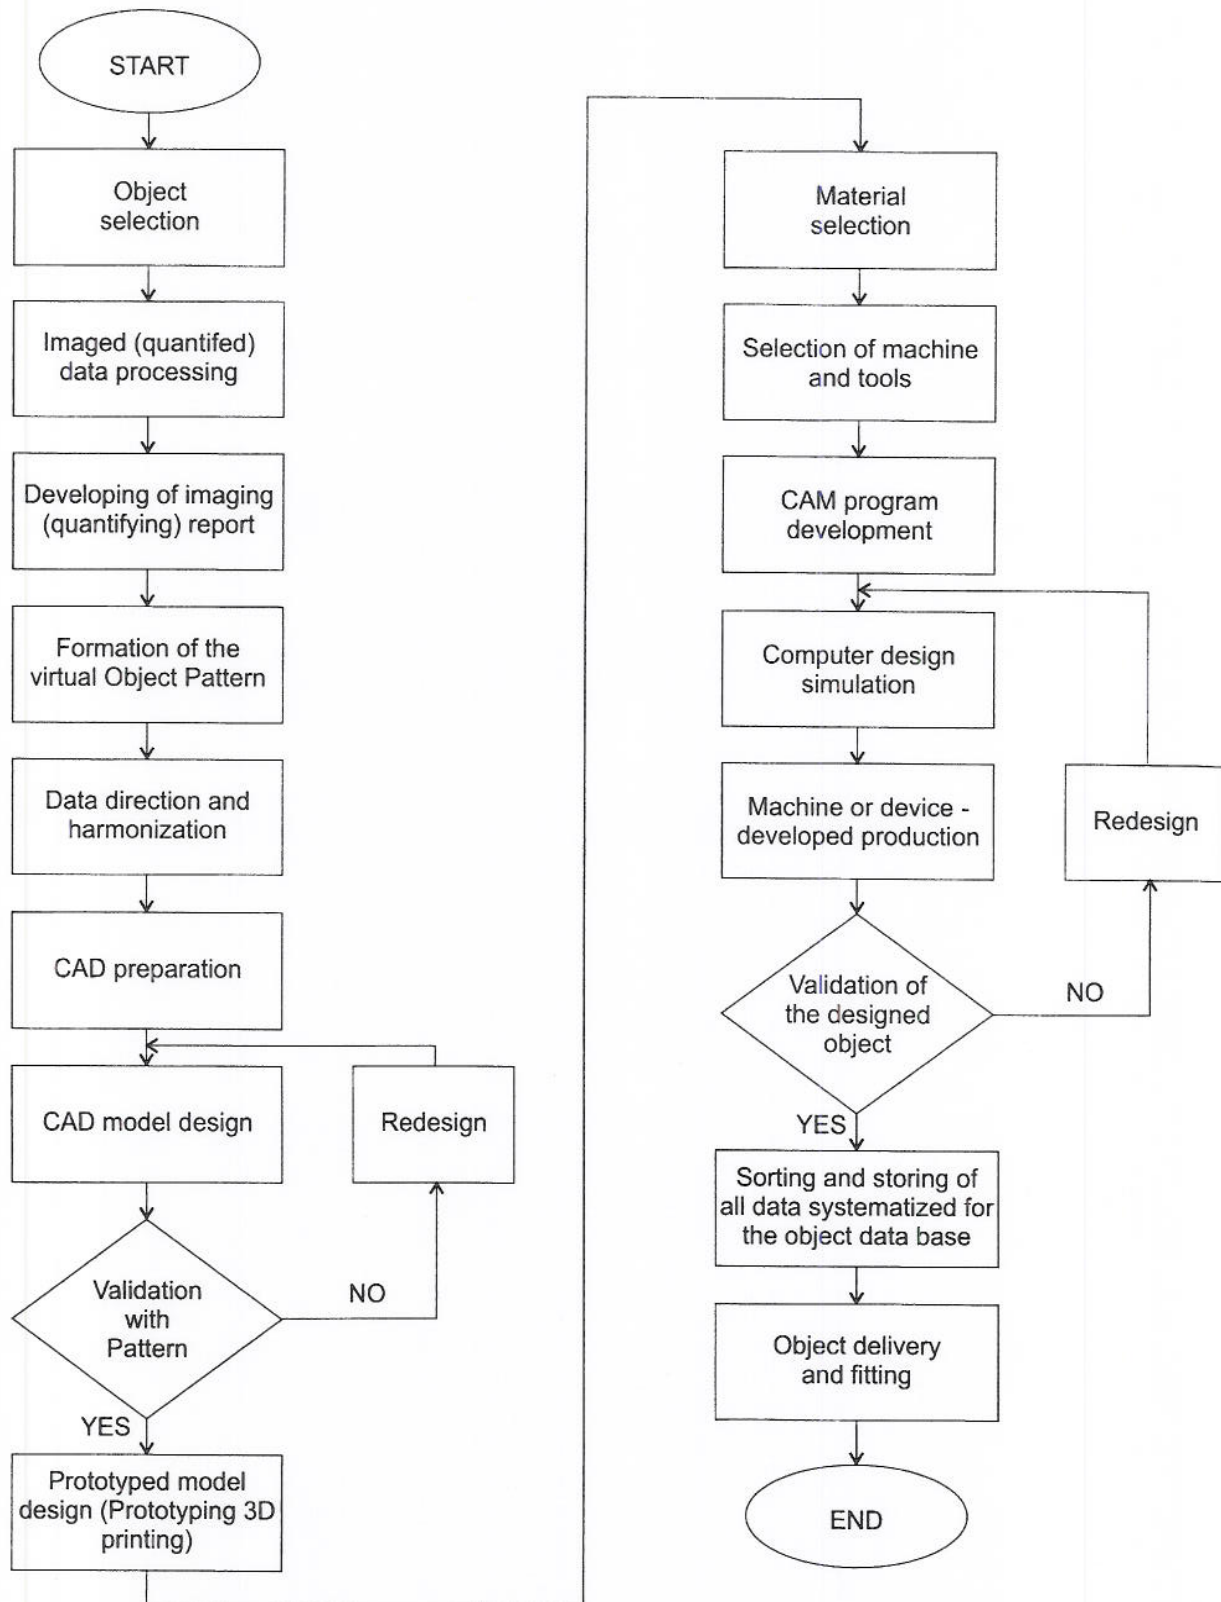 START
Object
selection
Imaged (quantifed)
data processing
Developing of imaging
(quantifying) report
Formation of the
virtual Object Pattern
Data direction and
harmonization
CAD preparation
CAD model design
Redesign
Validation
with
Pattern
NO
YES
Prototyped model
design (Prototyping 3D
printing)
Material
selection
Selection of machine
and tools
CAM program
development
Computer design
simulation
Machine or device -
developed production
Redesign
Validation of
the designed
object
NO
YES
Sorting and storing of
all data systematized for
the object data base
Object delivery
and fitting
END